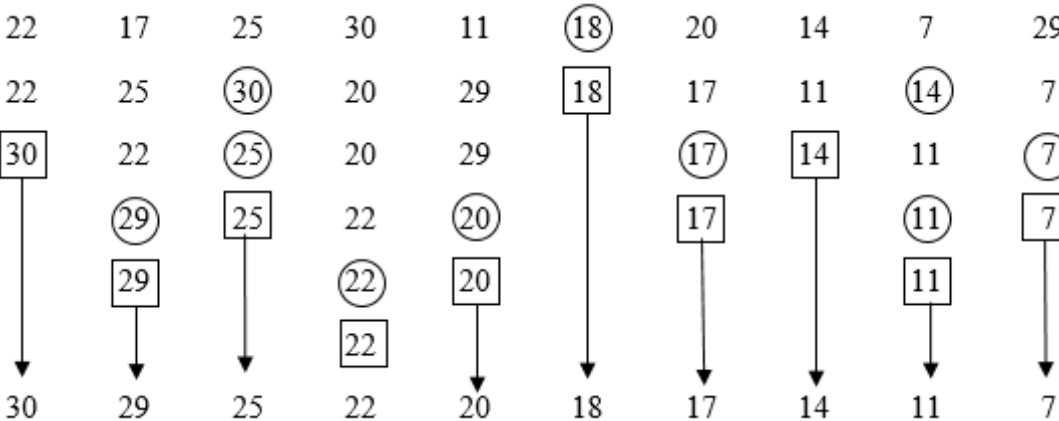 22 17 25 30 11 18 20 14 7 29
22 25 30 20 29 18 17 11 14 7
30 22 25 20 29 17 14 11 7
29 25 22 20 17 11 7
29 22 20 11
22
30 29 25 22 20 18 17 14 11 7